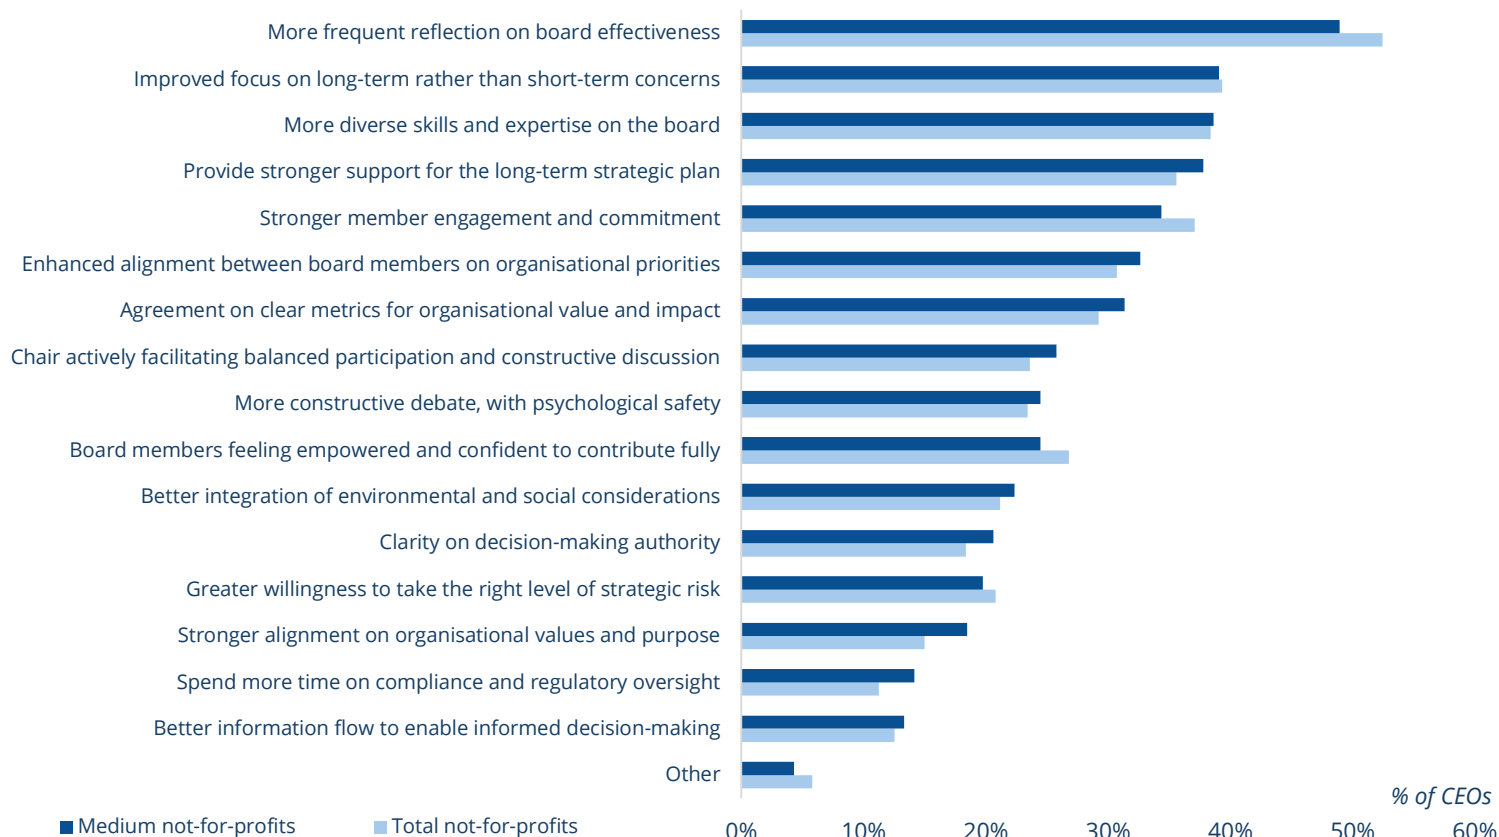 More frequent reflection on board effectiveness
Improved focus on long-term rather than short-term concerns
More diverse skills and expertise on the board
Provide stronger support for the long-term strategic plan
Stronger member engagement and commitment
Enhanced alignment between board members on organisational priorities
Agreement on clear metrics for organisational value and impact
Chair actively facilitating balanced participation and constructive discussion
More constructive debate, with psychological safety
Board members feeling empowered and confident to contribute fully
Better integration of environmental and social considerations
Clarity on decision-making authority
Greater willingness to take the right level of strategic risk
Stronger alignment on organisational values and purpose
Spend more time on compliance and regulatory oversight
Better information flow to enable informed decision-making
Other
% of CEOs
Medium not-for-profits Total not-for-profits
0% 10% 20% 30% 40% 50% 60%